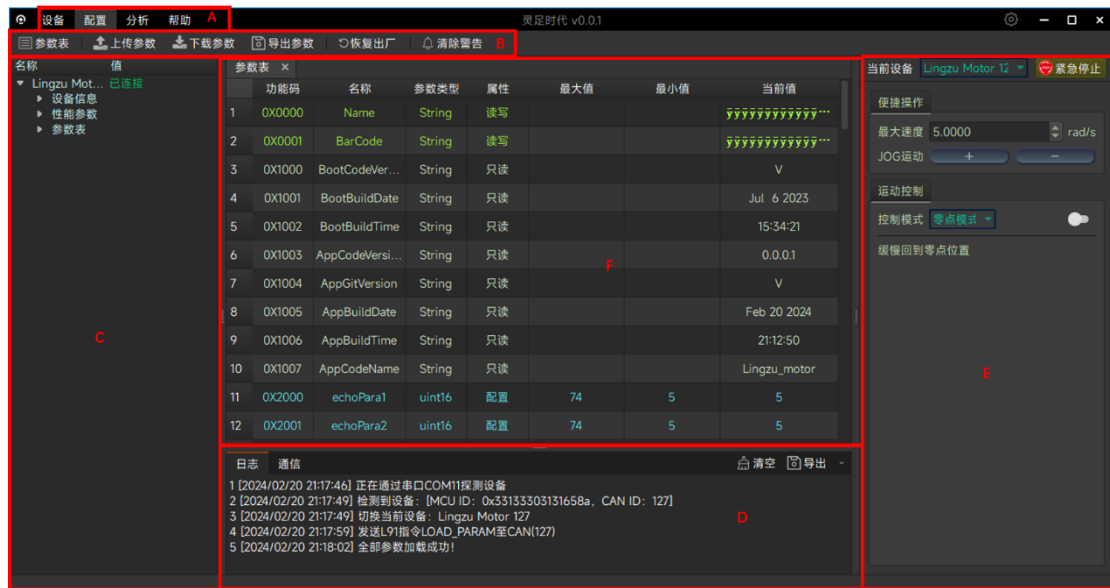 设备 配置 分析 帮助 A 灵足时代 v0.0.1
参数表 上传参数 下载参数 导出参数 恢复出厂 清除警告 B
名称 值
Lingzu Mot... 已连接
设备信息
性能参数
参数表
C
参数表 ×
功能码 名称 参数类型 属性 最大值 最小值 当前值
1 0X0000 Name String 读写 ÿÿÿÿÿÿÿÿÿÿÿÿ...
2 0X0001 BarCode String 读写 ÿÿÿÿÿÿÿÿÿÿÿÿ...
3 0X1000 BootCodeVer... String 只读 V
4 0X1001 BootBuildDate String 只读 Jul 6 2023
5 0X1002 BootBuildTime String 只读 15:34:21
6 0X1003 AppCodeVersi... String 只读 0.0.0.1
F
7 0X1004 AppGitVersion String 只读 V
8 0X1005 AppBuildDate String 只读 Feb 20 2024
9 0X1006 AppBuildTime String 只读 21:12:50
10 0X1007 AppCodeName String 只读 Lingzu_motor
11 0X2000 echoPara1 uint16 配置 74 5 5
12 0X2001 echoPara2 uint16 配置 74 5 5
日志 通信 清空 导出
1 [2024/02/20 21:17:46] 正在通过串口COM11探测设备
2 [2024/02/20 21:17:49] 检测到设备：[MCU ID：0x33133303131658a，CAN ID：127]
3 [2024/02/20 21:17:49] 切换当前设备：Lingzu Motor 127
4 [2024/02/20 21:17:59] 发送L91指令LOAD_PARAM至CAN(127)
5 [2024/02/20 21:18:02] 全部参数加载成功！
D
当前设备 Lingzu Motor 12 紧急停止
便捷操作
最大速度 5.0000 rad/s
JOG运动 + −
运动控制
控制模式 零点模式
缓慢回到零点位置
E